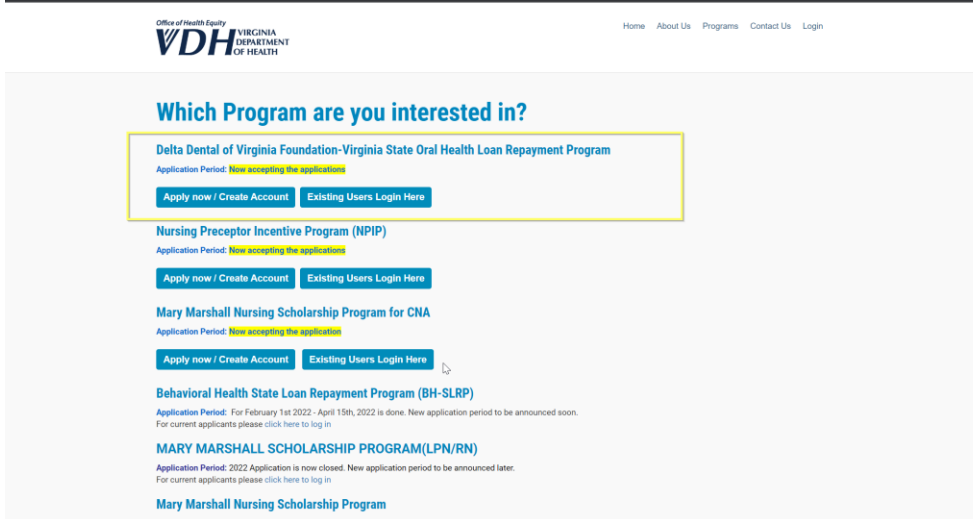 Office of Health Equity
VDH VIRGINIA
DEPARTMENT
OF HEALTH
Home About Us Programs Contact Us Login
Which Program are you interested in?
Delta Dental of Virginia Foundation-Virginia State Oral Health Loan Repayment Program
Application Period: Now accepting the applications
Apply now / Create Account Existing Users Login Here
Nursing Preceptor Incentive Program (NPIP)
Application Period: Now accepting the applications
Apply now / Create Account Existing Users Login Here
Mary Marshall Nursing Scholarship Program for CNA
Application Period: Now accepting the application
Apply now / Create Account Existing Users Login Here
Behavioral Health State Loan Repayment Program (BH-SLRP)
Application Period: For February 1st 2022 - April 15th, 2022 is done. New application period to be announced soon.
For current applicants please click here to log in
MARY MARSHALL SCHOLARSHIP PROGRAM(LPN/RN)
Application Period: 2022 Application is now closed. New application period to be announced later.
For current applicants please click here to log in
Mary Marshall Nursing Scholarship Program